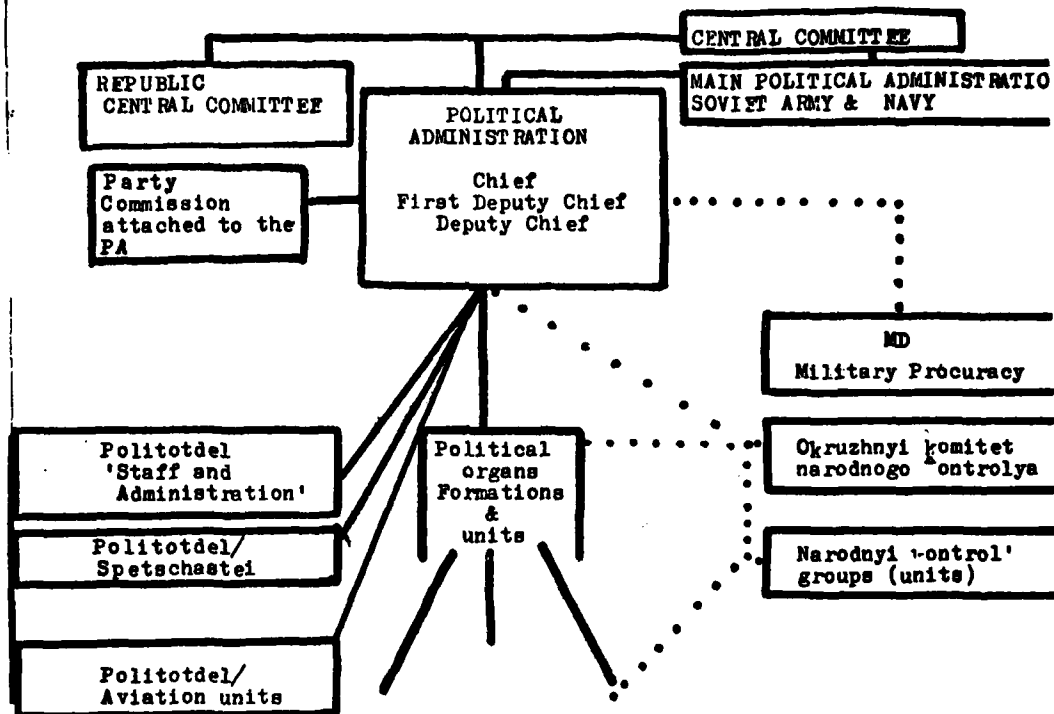 CENTRAL COMMITTEE
REPUBLIC
CENTRAL COMMITTEE
MAIN POLITICAL ADMINISTRATIO
SOVIET ARMY & NAVY
POLITICAL
ADMINISTRATION
Chief
First Deputy Chief
Deputy Chief
Party
Commission
attached to the
PA
MD
Military Procuracy
Politotdel
'Staff and
Administration'
Political
organs
Formations
&
units
Okruzhnyi komitet
narodnogo kontrolya
Politotdel/
Spetschastei
Narodnyi kontrol'
groups (units)
Politotdel/
Aviation units